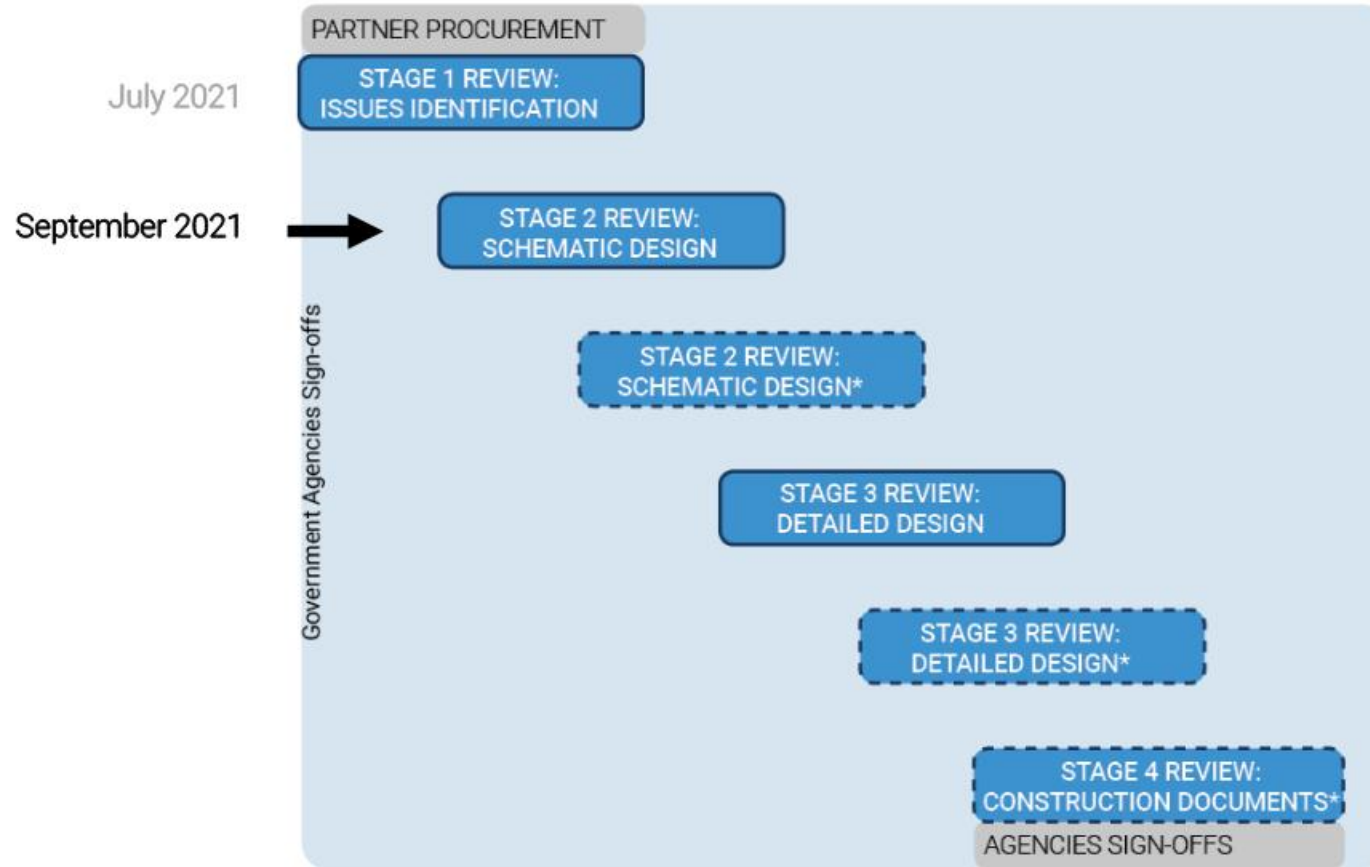 PARTNER PROCUREMENT
July 2021
STAGE 1 REVIEW:
ISSUES IDENTIFICATION
September 2021
STAGE 2 REVIEW:
SCHEMATIC DESIGN
Government Agencies Sign-offs
STAGE 2 REVIEW:
SCHEMATIC DESIGN*
STAGE 3 REVIEW:
DETAILED DESIGN
STAGE 3 REVIEW:
DETAILED DESIGN*
STAGE 4 REVIEW:
CONSTRUCTION DOCUMENTS*
AGENCIES SIGN-OFFS